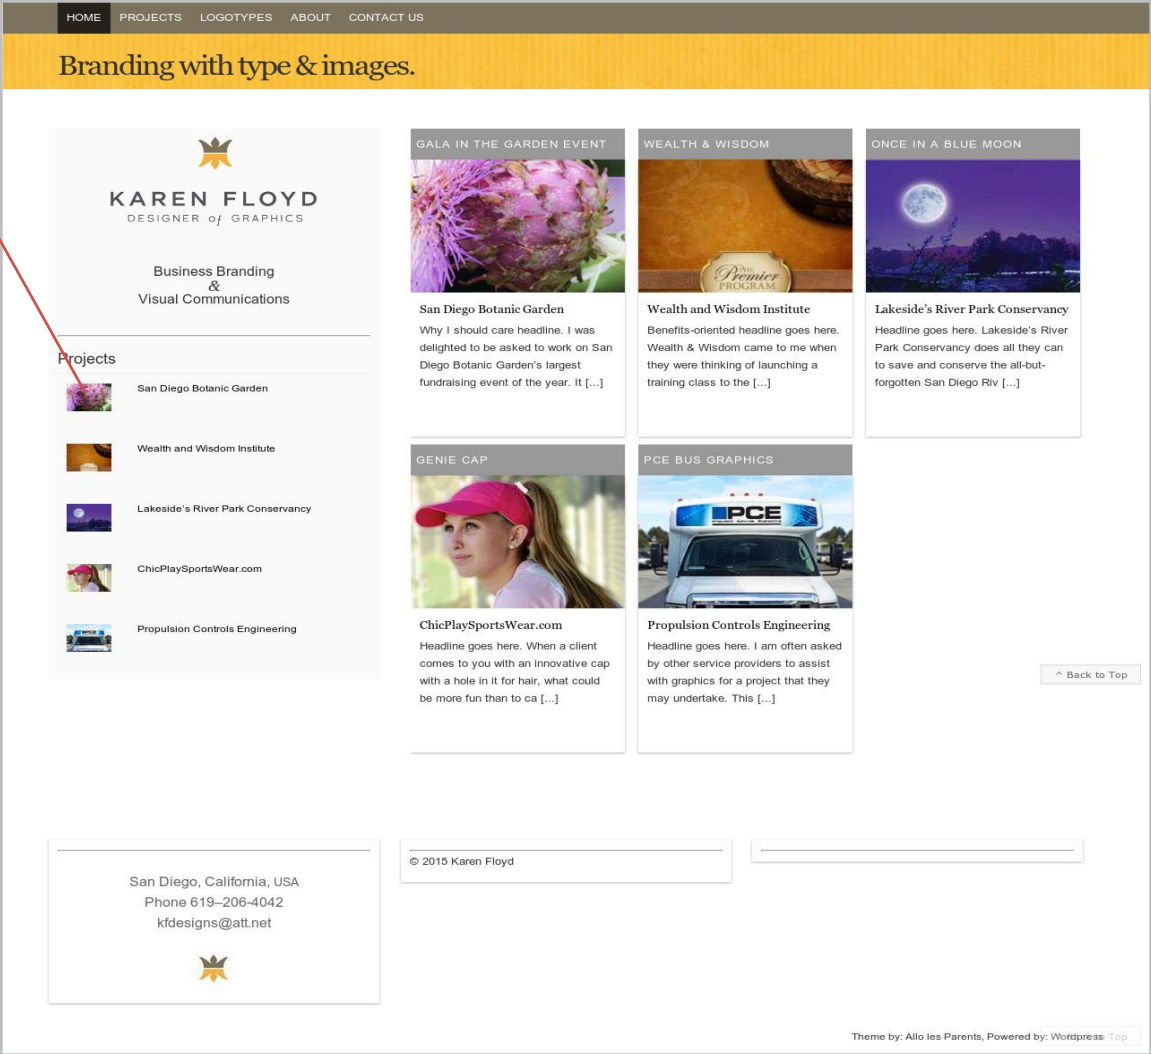 HOME PROJECTS LOGOTYPES ABOUT CONTACT US
Branding with type & images.
KAREN FLOYD
DESIGNER of GRAPHICS
Business Branding
&
Visual Communications
Projects
San Diego Botanic Garden
Wealth and Wisdom Institute
Lakeside's River Park Conservancy
ChicPlaySportsWear.com
Propulsion Controls Engineering
GALA IN THE GARDEN EVENT
San Diego Botanic Garden
Why I should care headline. I was
delighted to be asked to work on San
Diego Botanic Garden's largest
fundraising event of the year. It [...]
WEALTH & WISDOM
THE
Premier
PROGRAM
Wealth and Wisdom Institute
Benefits-oriented headline goes here.
Wealth & Wisdom came to me when
they were thinking of launching a
training class to the [...]
ONCE IN A BLUE MOON
Lakeside's River Park Conservancy
Headline goes here. Lakeside's River
Park Conservancy does all they can
to save and conserve the all-but-
forgotten San Diego Riv [...]
GENIE CAP
ChicPlaySportsWear.com
Headline goes here. When a client
comes to you with an innovative cap
with a hole in it for hair, what could
be more fun than to ca [...]
PCE BUS GRAPHICS
PCE
Propulsion Controls Engineering
Headline goes here. I am often asked
by other service providers to assist
with graphics for a project that they
may undertake. This [...]
^ Back to Top
San Diego, California, USA
Phone 619–206-4042
kfdesigns@att.net
© 2015 Karen Floyd
Theme by: Allo les Parents, Powered by: Wordpress
to Top